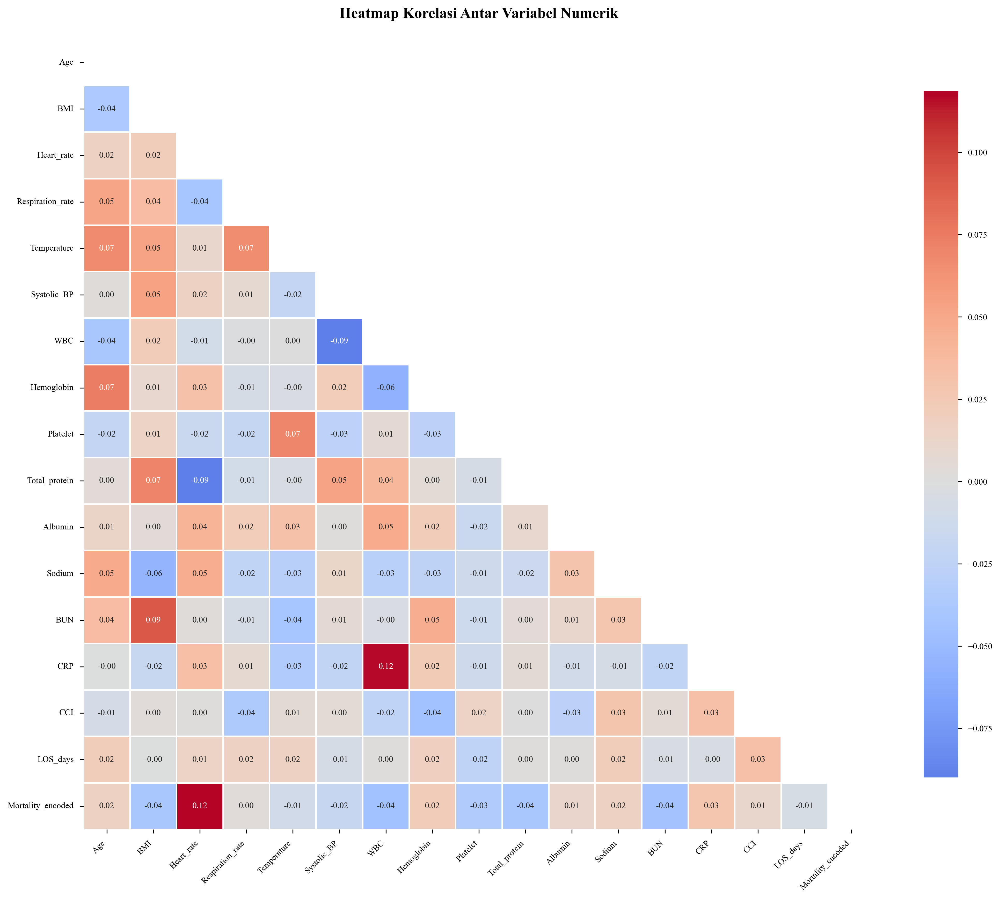 Heatmap Korelasi Antar Variabel Numerik
Age
BMI -0.04
Heart_rate 0.02 0.02
Respiration_rate 0.05 0.04 -0.04
Temperature 0.07 0.05 0.01 0.07
Systolic_BP 0.00 0.05 0.02 0.01 -0.02
WBC -0.04 0.02 -0.01 -0.00 0.00 -0.09
Hemoglobin 0.07 0.01 0.03 -0.01 -0.00 0.02 -0.06
Platelet -0.02 0.01 -0.02 -0.02 0.07 -0.03 0.01 -0.03
Total_protein 0.00 0.07 -0.09 -0.01 -0.00 0.05 0.04 0.00 -0.01
Albumin 0.01 0.00 0.04 0.02 0.03 0.00 0.05 0.02 -0.02 0.01
Sodium 0.05 -0.06 0.05 -0.02 -0.03 0.01 -0.03 -0.03 -0.01 -0.02 0.03
BUN 0.04 0.09 0.00 -0.01 -0.04 0.01 -0.00 0.05 -0.01 0.00 0.01 0.03
CRP -0.00 -0.02 0.03 0.01 -0.03 -0.02 0.12 0.02 -0.01 0.01 -0.01 -0.01 -0.02
CCI -0.01 0.00 0.00 -0.04 0.01 0.00 -0.02 -0.04 0.02 0.00 -0.03 0.03 0.01 0.03
LOS_days 0.02 -0.00 0.01 0.02 0.02 -0.01 0.00 0.02 -0.02 0.00 0.00 0.02 -0.01 -0.00 0.03
Mortality_encoded 0.02 -0.04 0.12 0.00 -0.01 -0.02 -0.04 0.02 -0.03 -0.04 0.01 0.02 -0.04 0.03 0.01 -0.01
Age BMI Heart_rate Respiration_rate Temperature Systolic_BP WBC Hemoglobin Platelet Total_protein Albumin Sodium BUN CRP CCI LOS_days Mortality_encoded
0.100
0.075
0.050
0.025
0.000
−0.025
−0.050
−0.075